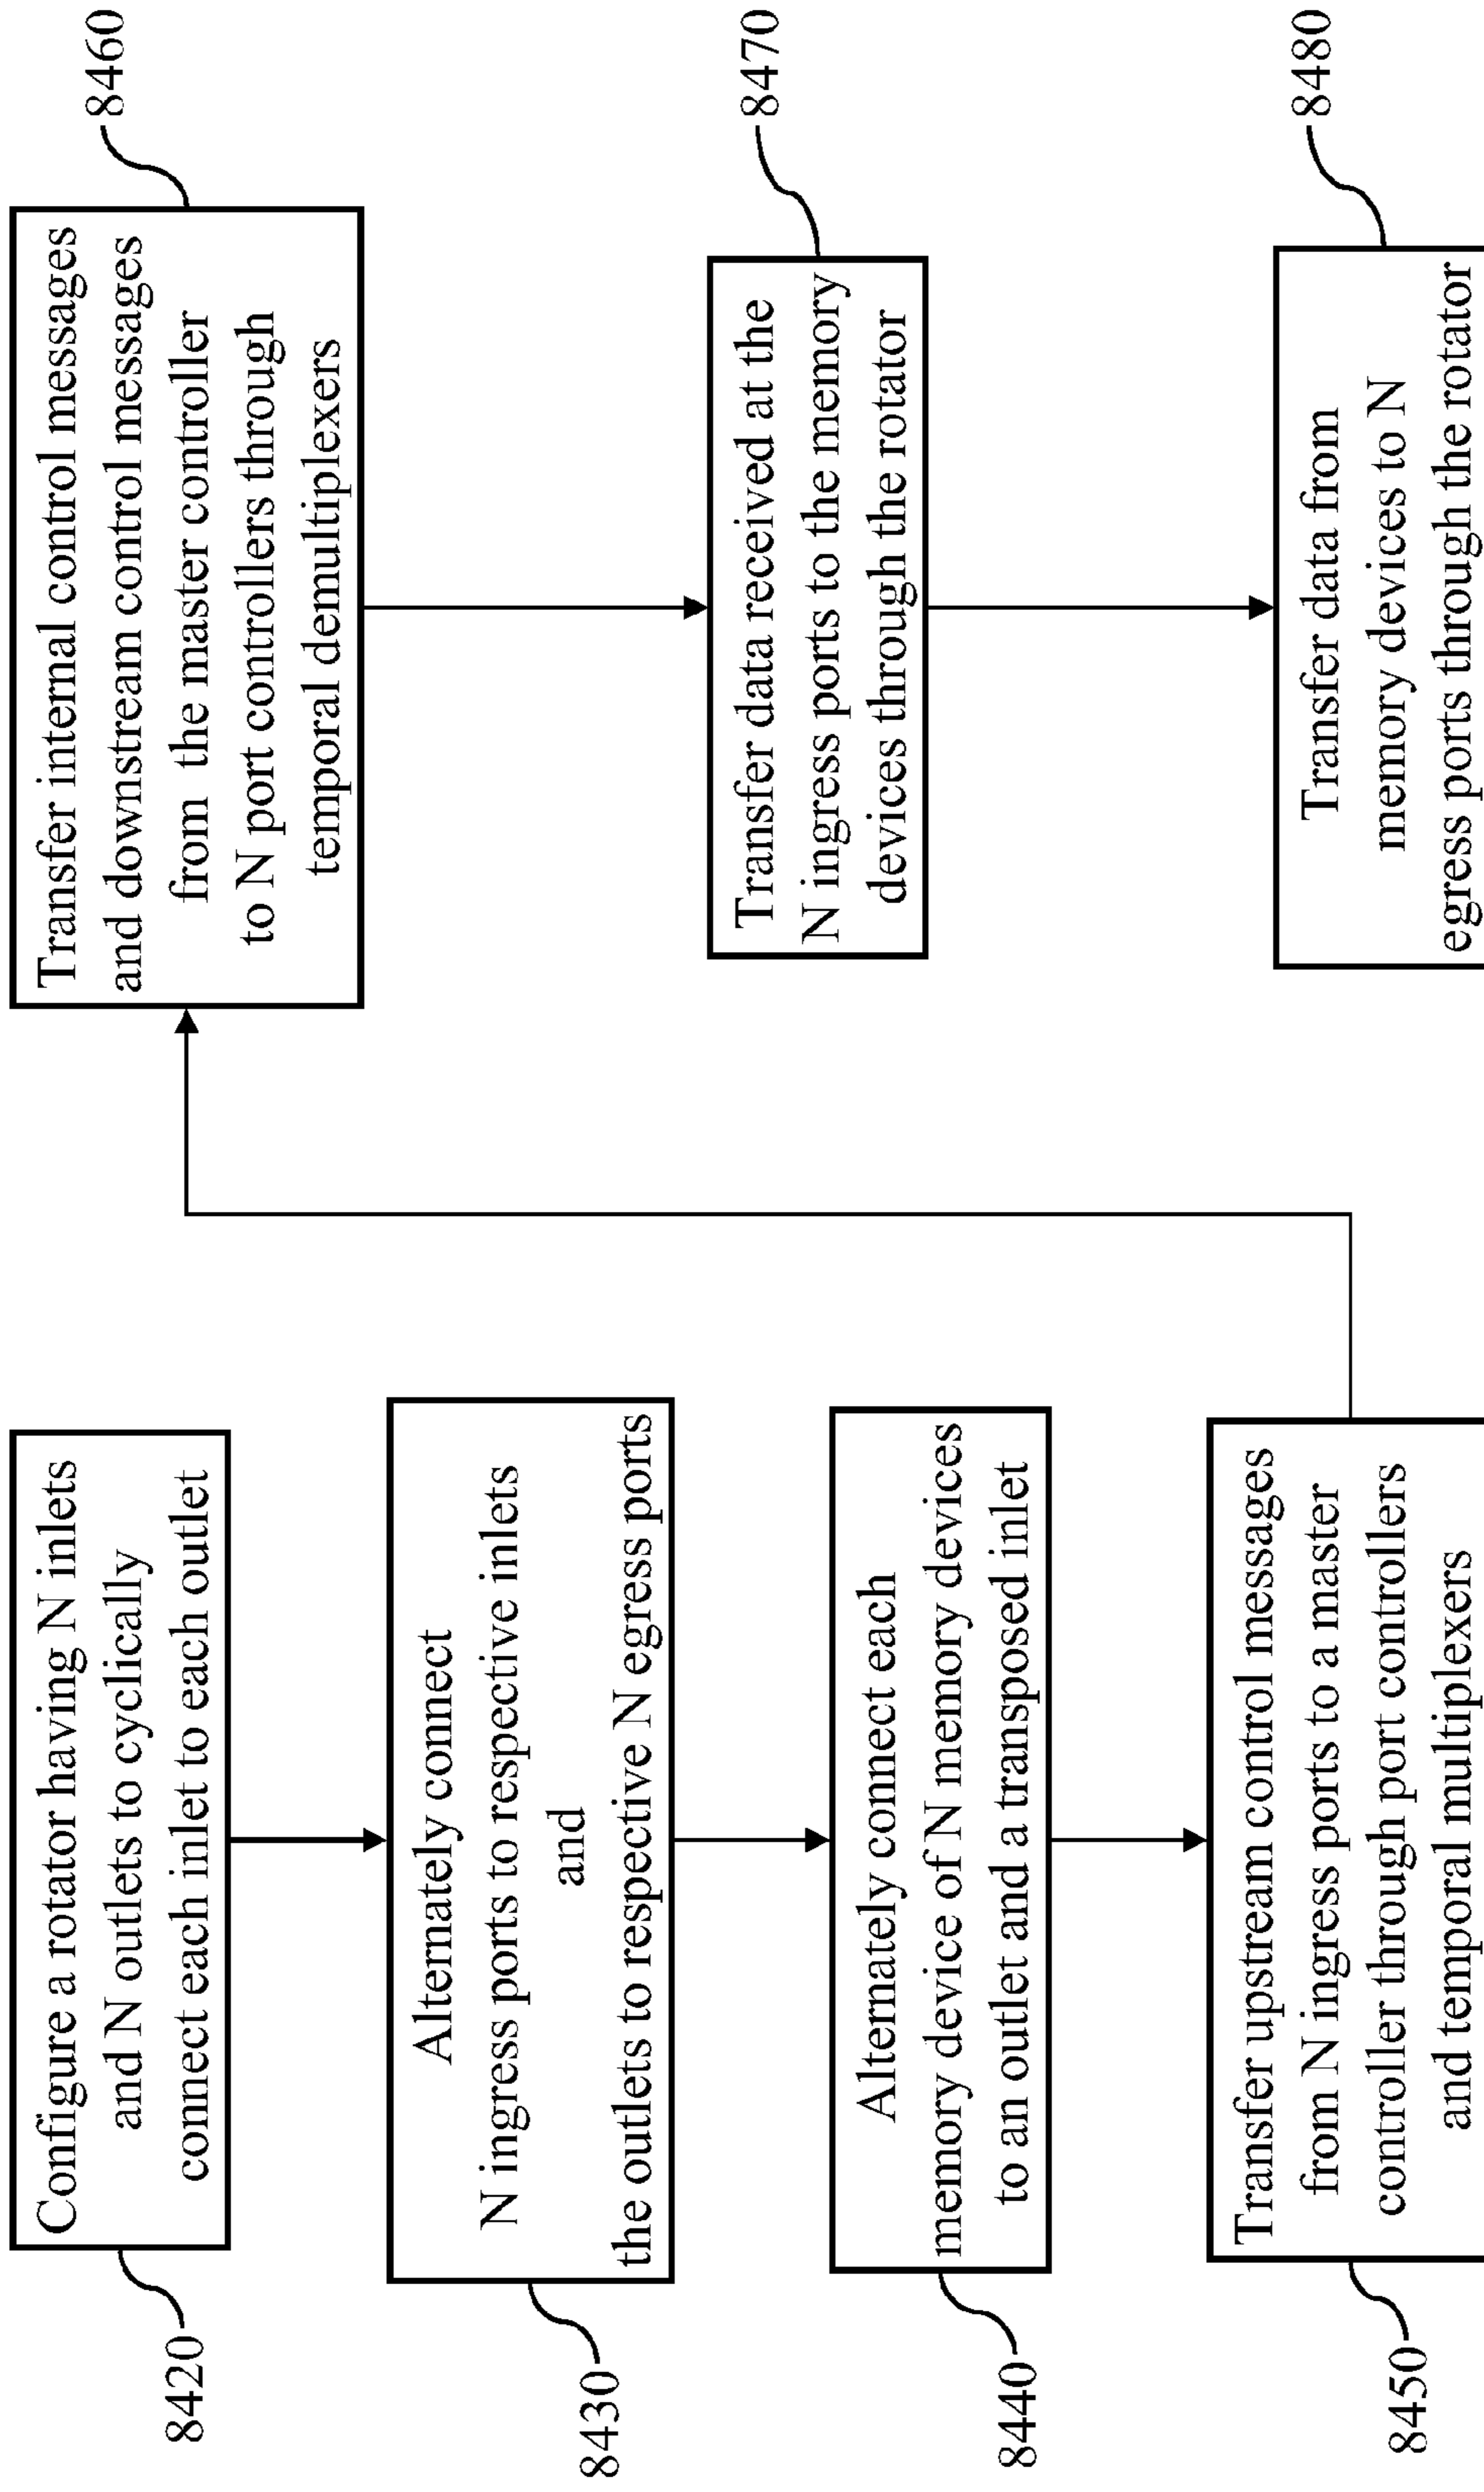 8420
Configure a rotator having N inlets
and N outlets to cyclically
connect each inlet to each outlet
8430
Alternately connect
N ingress ports to respective inlets
and
the outlets to respective N egress ports
8440
Alternately connect each
memory device of N memory devices
to an outlet and a transposed inlet
8450
Transfer upstream control messages
from N ingress ports to a master
controller through port controllers
and temporal multiplexers
8460
Transfer internal control messages
and downstream control messages
from the master controller
to N port controllers through
temporal demultiplexers
8470
Transfer data received at the
N ingress ports to the memory
devices through the rotator
8480
Transfer data from
memory devices to N
egress ports through the rotator